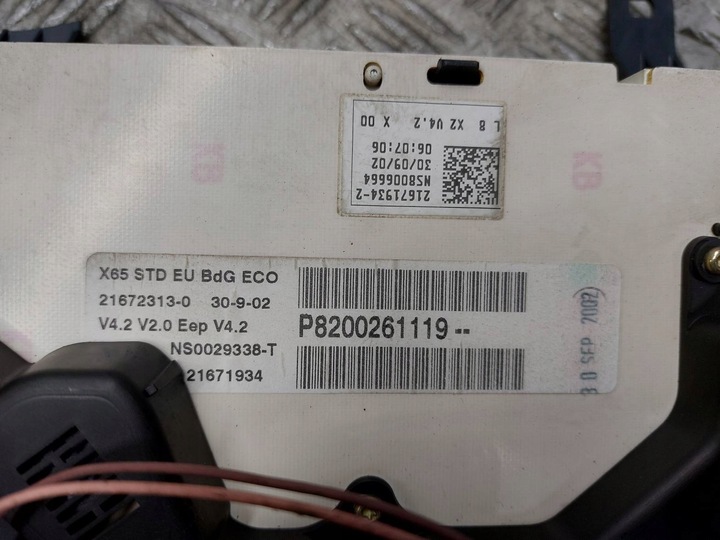 L 8 X2 V4.2 X 00
06:07:06
30/09/02
NS8006664
21671934-2
KB
KB
X65 STD EU BdG ECO
21672313-0 30-9-02
V4.2 V2.0 Eep V4.2
NS0029338-T
21671934
P8200261119--
30 SEP 2002